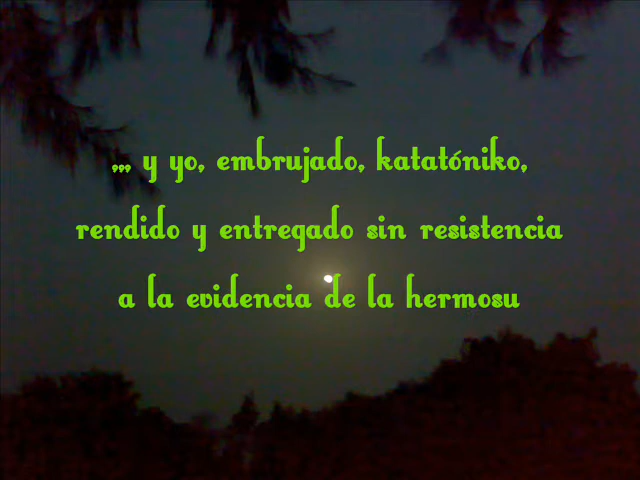 ,,, y yo, embrujado, katatóniko,
rendido y entregado sin resistencia
a la evidencia de la hermosu